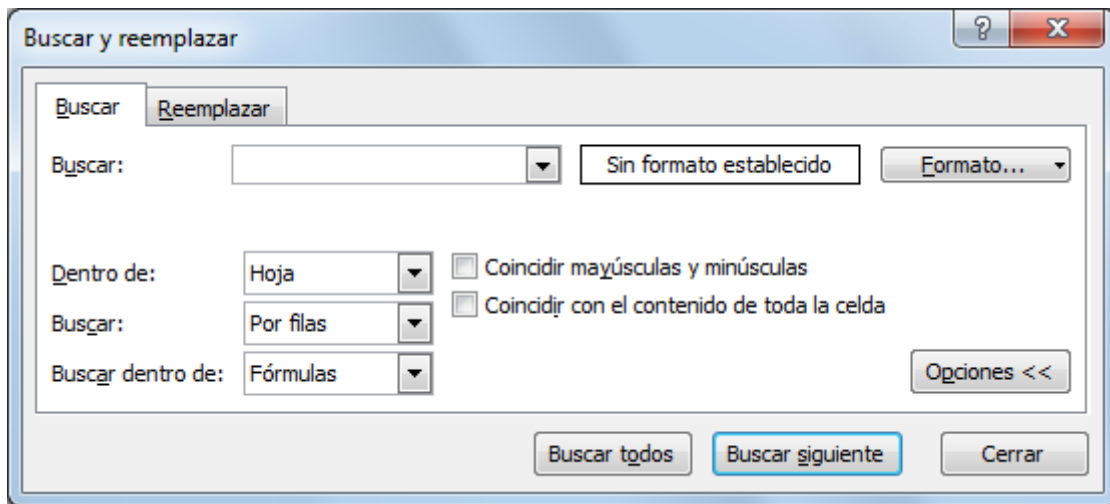 Buscar y reemplazar
Buscar Reemplazar
Buscar: Sin formato establecido Formato...
Dentro de: Hoja Coincidir mayúsculas y minúsculas
Coincidir con el contenido de toda la celda
Buscar: Por filas
Buscar dentro de: Fórmulas Opciones <<
Buscar todos Buscar siguiente Cerrar